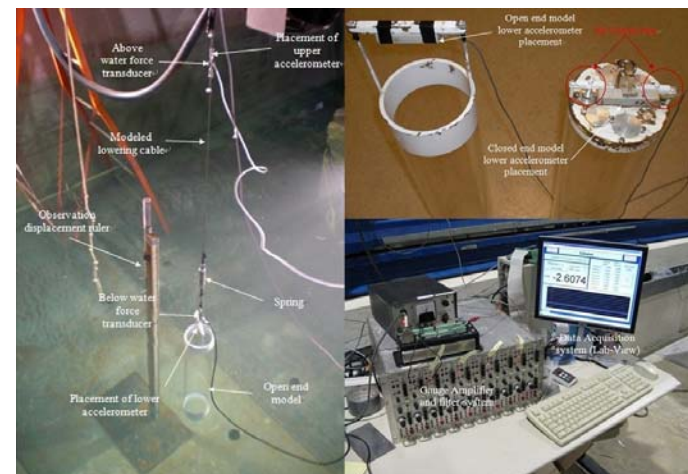 Above
water force
transducer
Placement of
upper
accelerometer
Modeled
lowering cable
Observation
displacement ruler
Below water
force
transducer
Spring
Placement of lower
accelerometer
Open end
model
Open end model
lower accelerometer
placement
Closed end model
lower accelerometer
placement
-2.6074
Data Acquisition
system (Lab-View)
Gauge Amplifier
and filter system